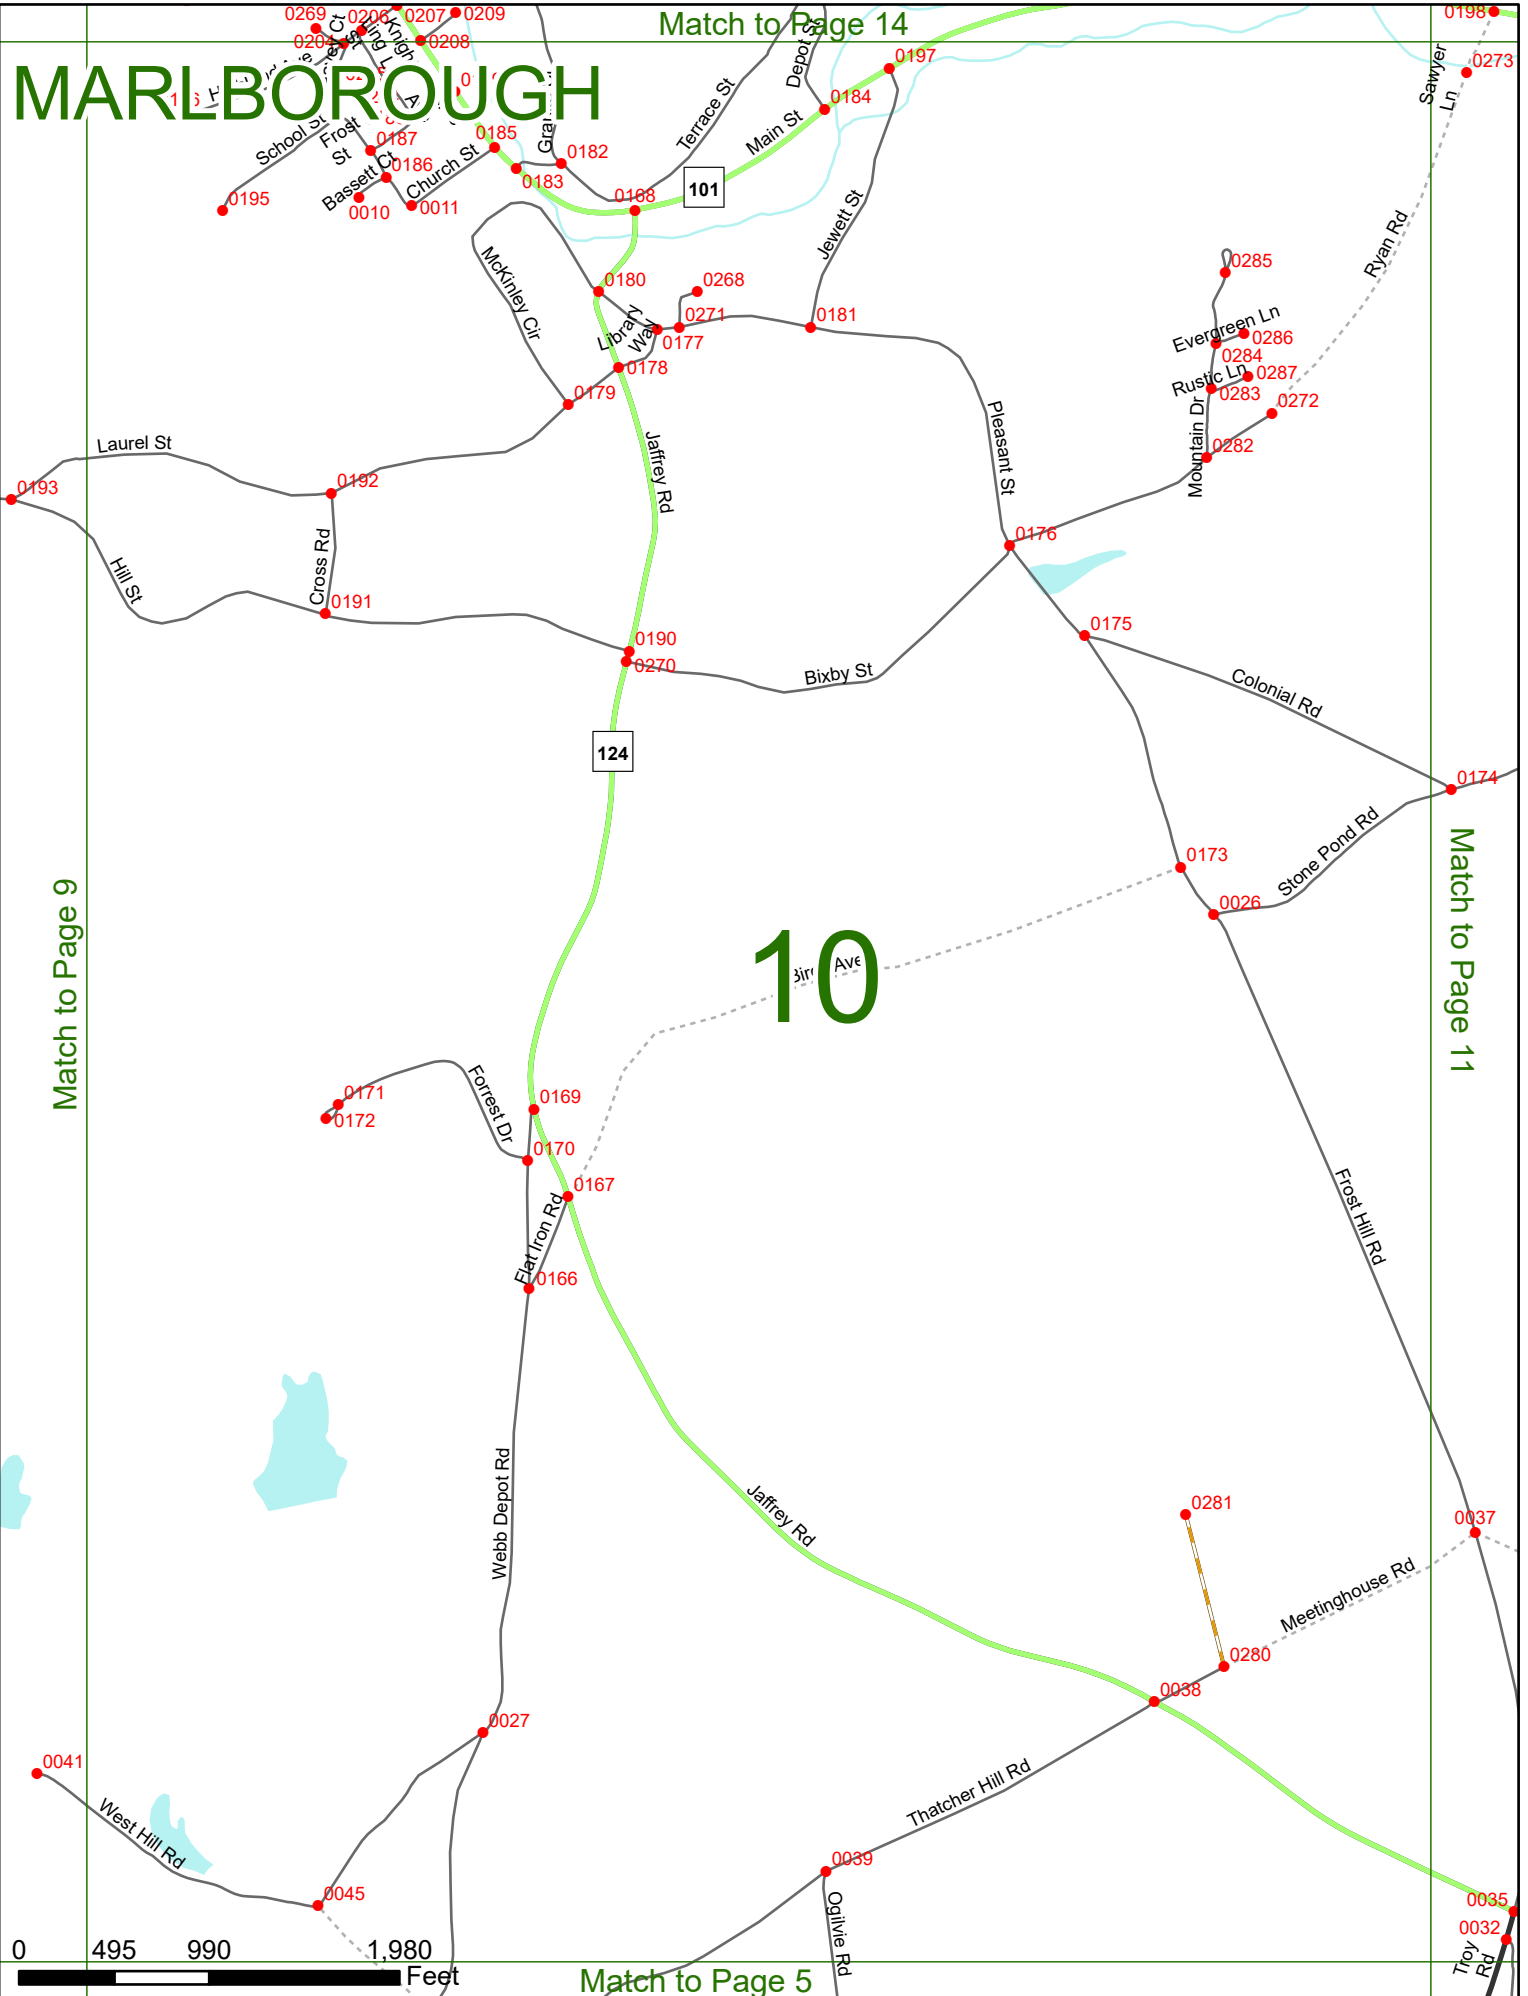 Match to Page 14
MARLBOROUGH
0269
0206
0207
0209
0204
0208
0198
0273
Sawyer
Ln
0197
Depot St
0184
Terrace St
Main St
School St
Frost
St
0187
0185
0182
0186
Bassett Ct
Church St
0183
0195
0010
0011
0168
101
Jewett St
Ryan Rd
McKinley Cir
0180
0268
0285
Library
Way
0271
0177
0181
Evergreen Ln
0286
0284
0178
Rustic Ln
0287
0283
0179
0272
Mountain Dr
0282
Laurel St
Jaffrey Rd
Pleasant St
0193
0192
0176
Hill St
Cross Rd
0191
0175
0190
0270
Bixby St
Colonial Rd
124
0174
Stone Pond Rd
0173
0026
Match to Page 9
Match to Page 11
10
Ave
Forrest Dr
0171
0172
0169
0170
0167
Flat Iron Rd
0166
Frost Hill Rd
Webb Depot Rd
Jaffrey Rd
0281
0037
Meetinghouse Rd
0280
0038
0027
0041
West Hill Rd
Thatcher Hill Rd
0039
0045
Ogilvie Rd
0035
0032
Troy
Rd
0 495 990 1,980
Feet
Match to Page 5